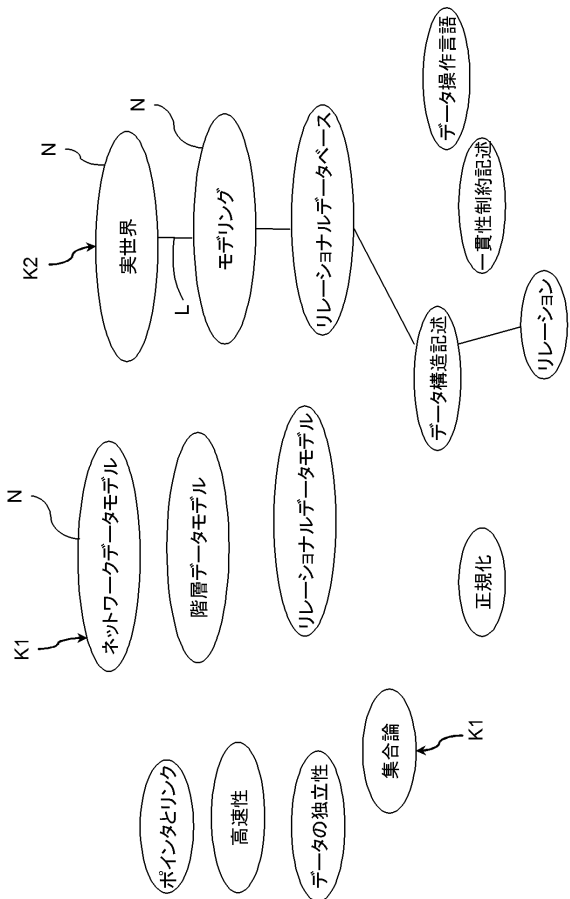 ポインタとリンク
高速性
データの独立性
集合論
K1
K1
N
ネットワークデータモデル
階層データモデル
リレーショナルデータモデル
正規化
K2
N
実世界
L
N
モデリング
リレーショナルデータベース
データ構造記述
リレーション
一貫性制約記述
データ操作言語